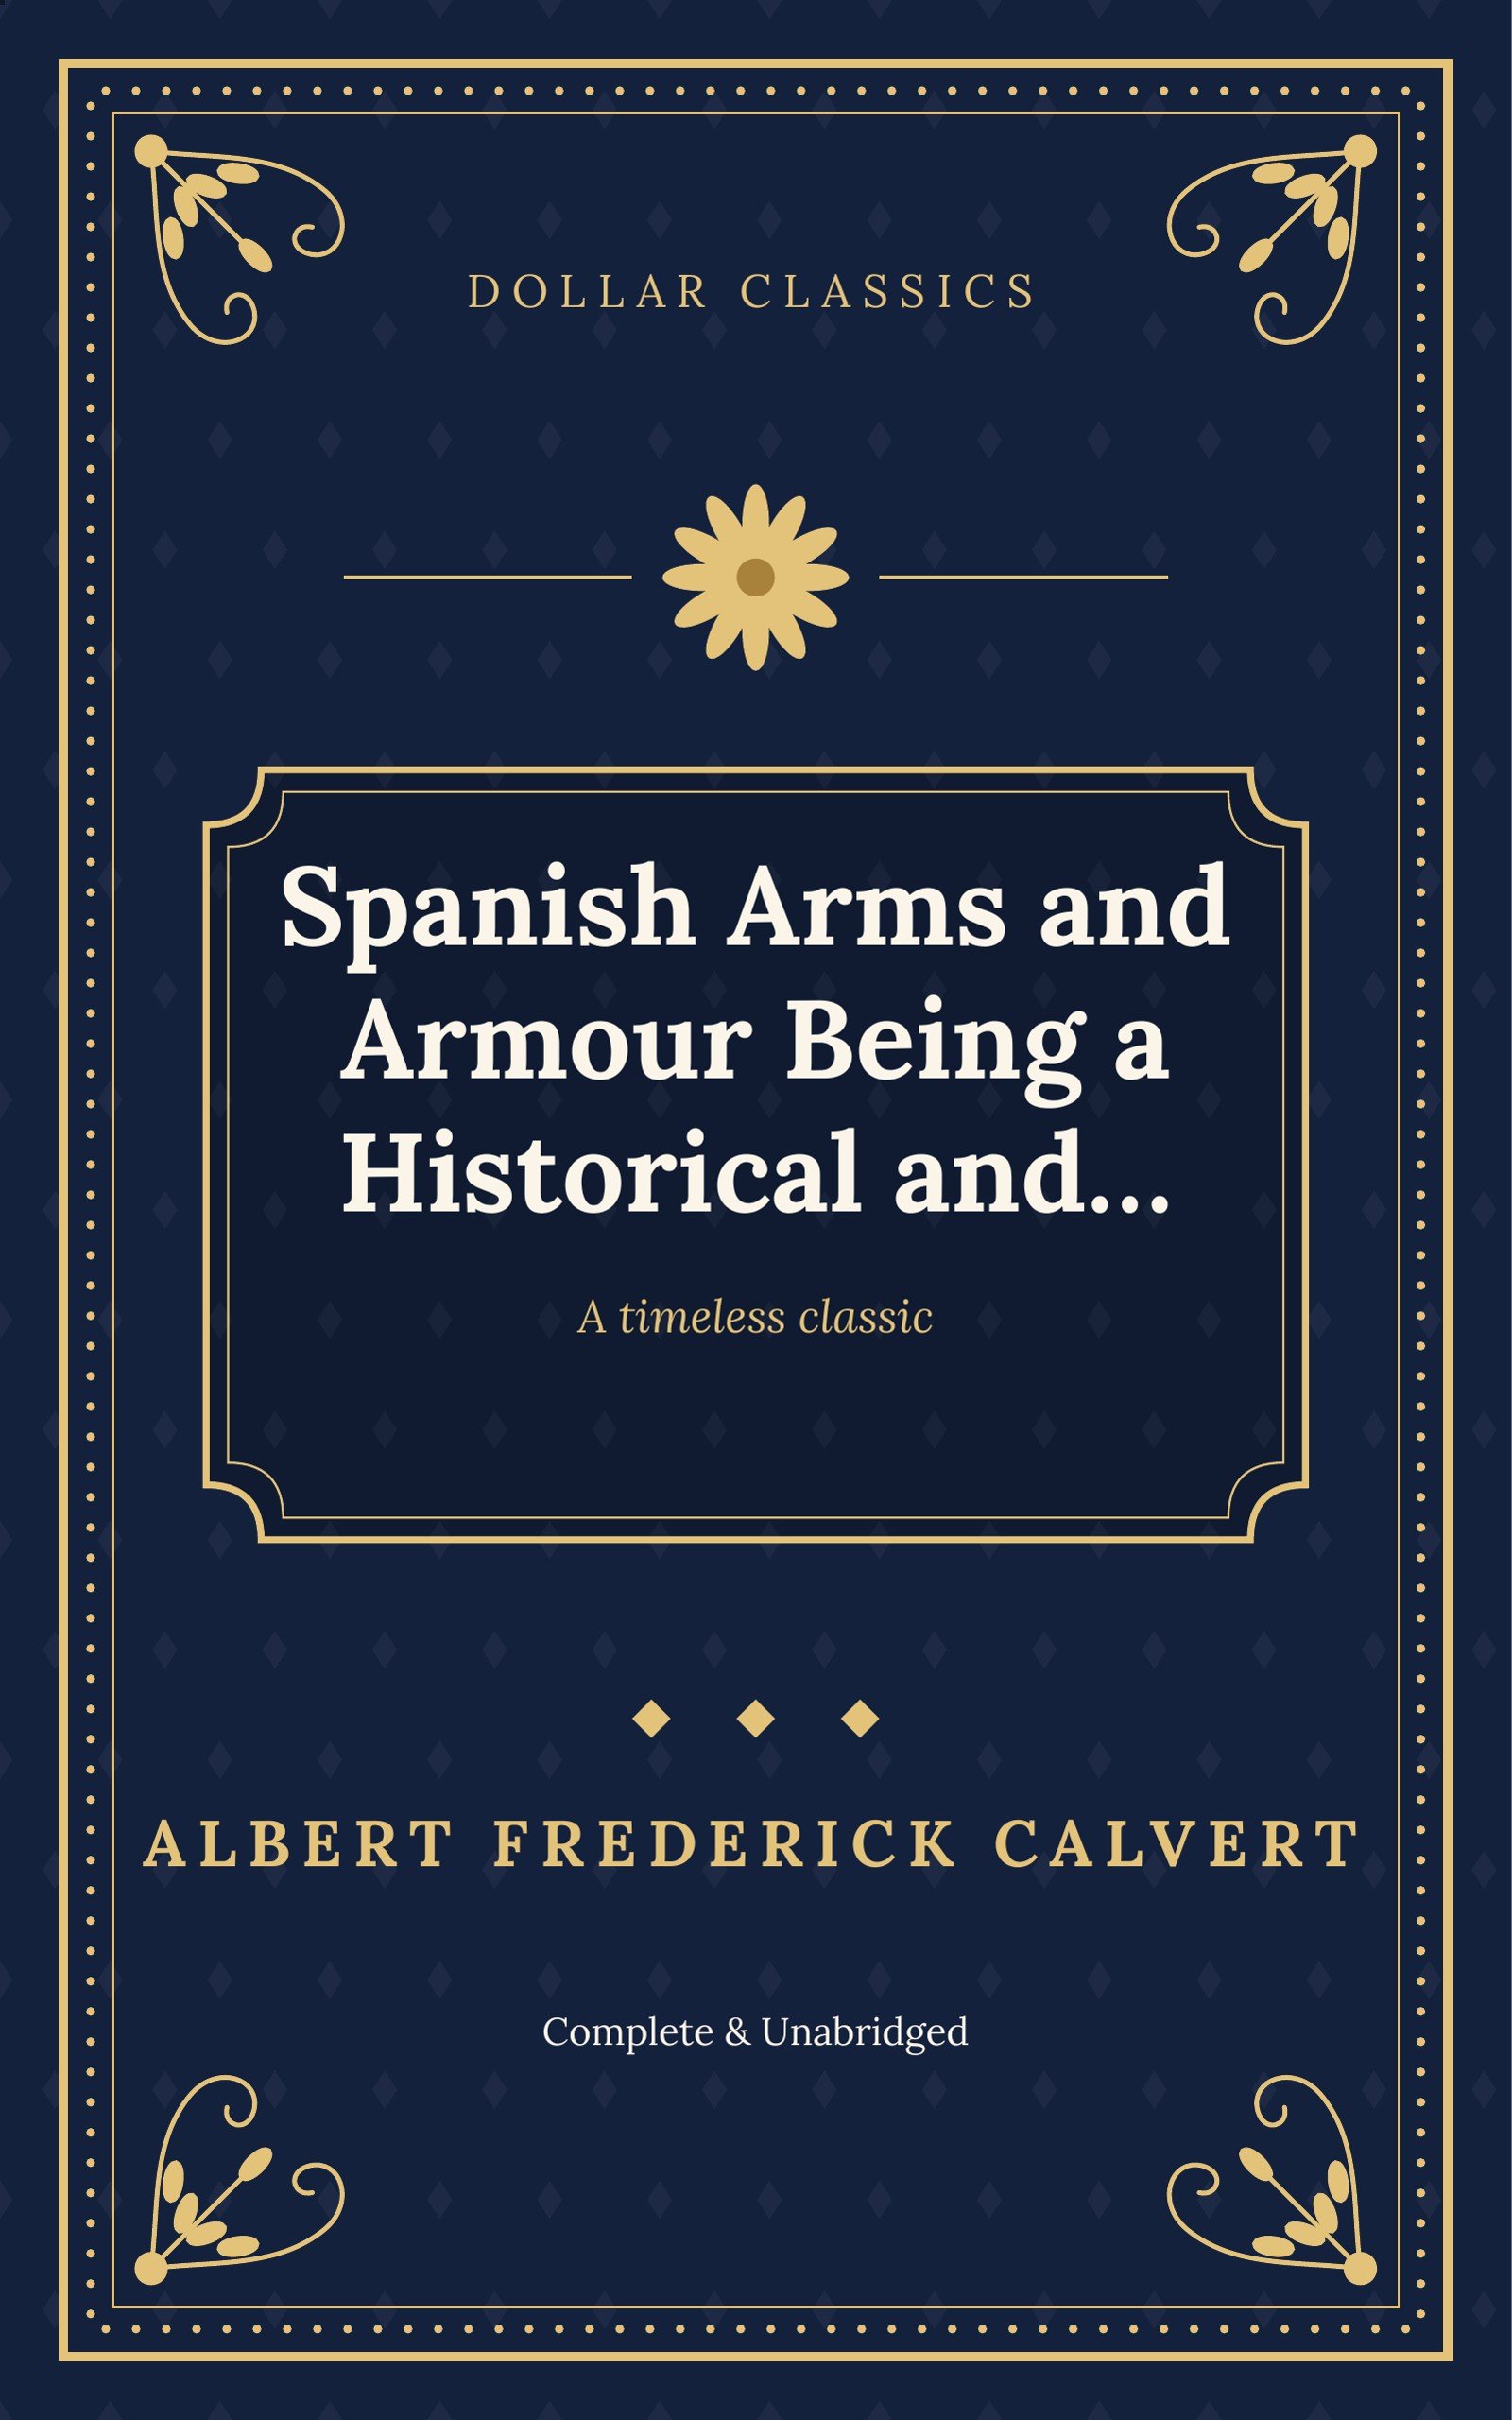 DOLLAR CLASSICS
Spanish Arms and
Armour Being a
Historical and...
A timeless classic
ALBERT FREDERICK CALVERT
Complete & Unabridged